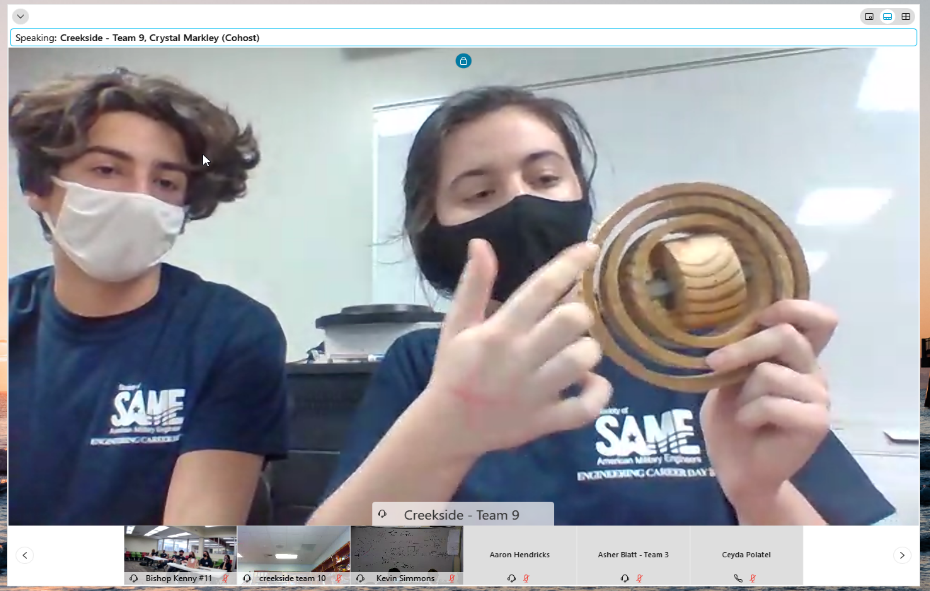 Speaking: Creekside - Team 9, Crystal Markley (Cohost)
Society of
SAME
American Military Engineers
ENGINEERING CAREER DAY
Society of
SAME
American Military Engineers
ENGINEERING CAREER DAY
Creekside - Team 9
Bishop Kenny #11
creekside team 10
Kevin Simmons
Aaron Hendricks
Asher Blatt - Team 3
Ceyda Polatel